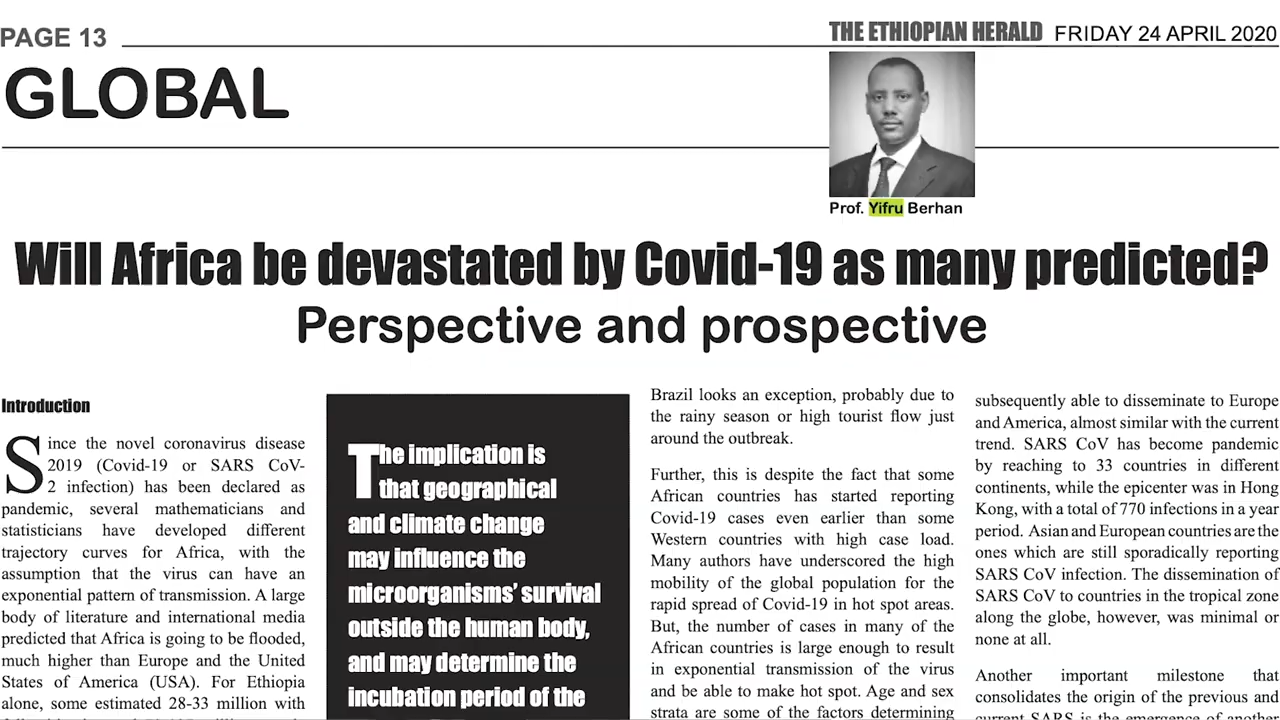 PAGE 13
THE ETHIOPIAN HERALD FRIDAY 24 APRIL 2020
GLOBAL
Prof. Yifru Berhan
Will Africa be devastated by Covid-19 as many predicted?
Perspective and prospective
Introduction
Since the novel coronavirus disease
2019 (Covid-19 or SARS CoV-
2 infection) has been declared as
pandemic, several mathematicians and
statisticians have developed different
trajectory curves for Africa, with the
assumption that the virus can have an
exponential pattern of transmission. A large
body of literature and international media
predicted that Africa is going to be flooded,
much higher than Europe and the United
States of America (USA). For Ethiopia
alone, some estimated 28-33 million with
The implication is
that geographical
and climate change
may influence the
microorganisms' survival
outside the human body,
and may determine the
incubation period of the
Brazil looks an exception, probably due to
the rainy season or high tourist flow just
around the outbreak.
Further, this is despite the fact that some
African countries has started reporting
Covid-19 cases even earlier than some
Western countries with high case load.
Many authors have underscored the high
mobility of the global population for the
rapid spread of Covid-19 in hot spot areas.
But, the number of cases in many of the
African countries is large enough to result
in exponential transmission of the virus
and be able to make hot spot. Age and sex
strata are some of the factors determining
subsequently able to disseminate to Europe
and America, almost similar with the current
trend. SARS CoV has become pandemic
by reaching to 33 countries in different
continents, while the epicenter was in Hong
Kong, with a total of 770 infections in a year
period. Asian and European countries are the
ones which are still sporadically reporting
SARS CoV infection. The dissemination of
SARS CoV to countries in the tropical zone
along the globe, however, was minimal or
none at all.
Another important milestone that
consolidates the origin of the previous and
current SARS is the emergence of another